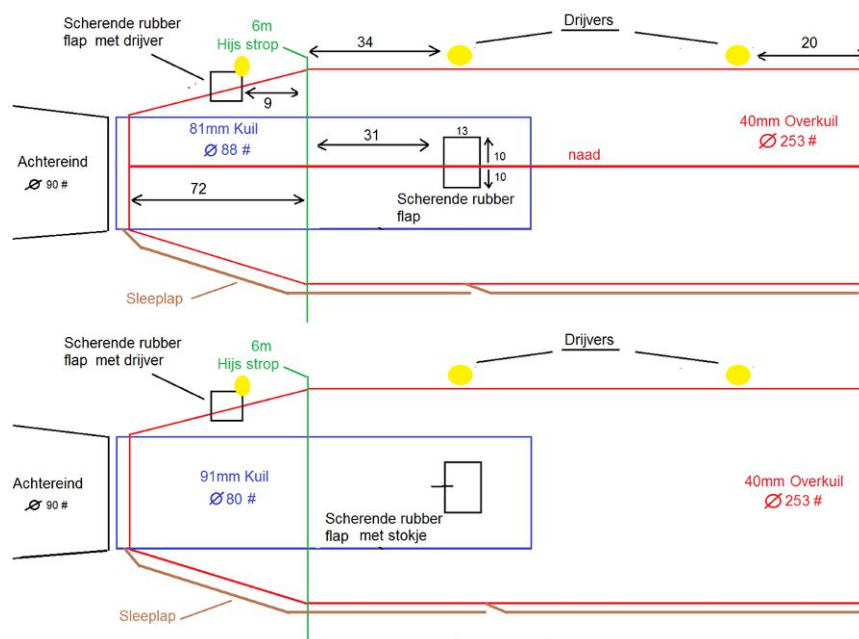 Scherende rubber
flap met drijver
6m
Hijs strop
34
Drijvers
20
9
81mm Kuil
Ø 88 #
31
13
10
10
40mm Overkuil
Ø 253 #
naad
Achtereind
Ø 90 #
72
Scherende rubber
flap
Sleeplap
Scherende rubber
flap met drijver
6m
Hijs strop
Drijvers
91mm Kuil
Ø 80 #
40mm Overkuil
Ø 253 #
Achtereind
Ø 90 #
Scherende rubber
flap met stokje
Sleeplap